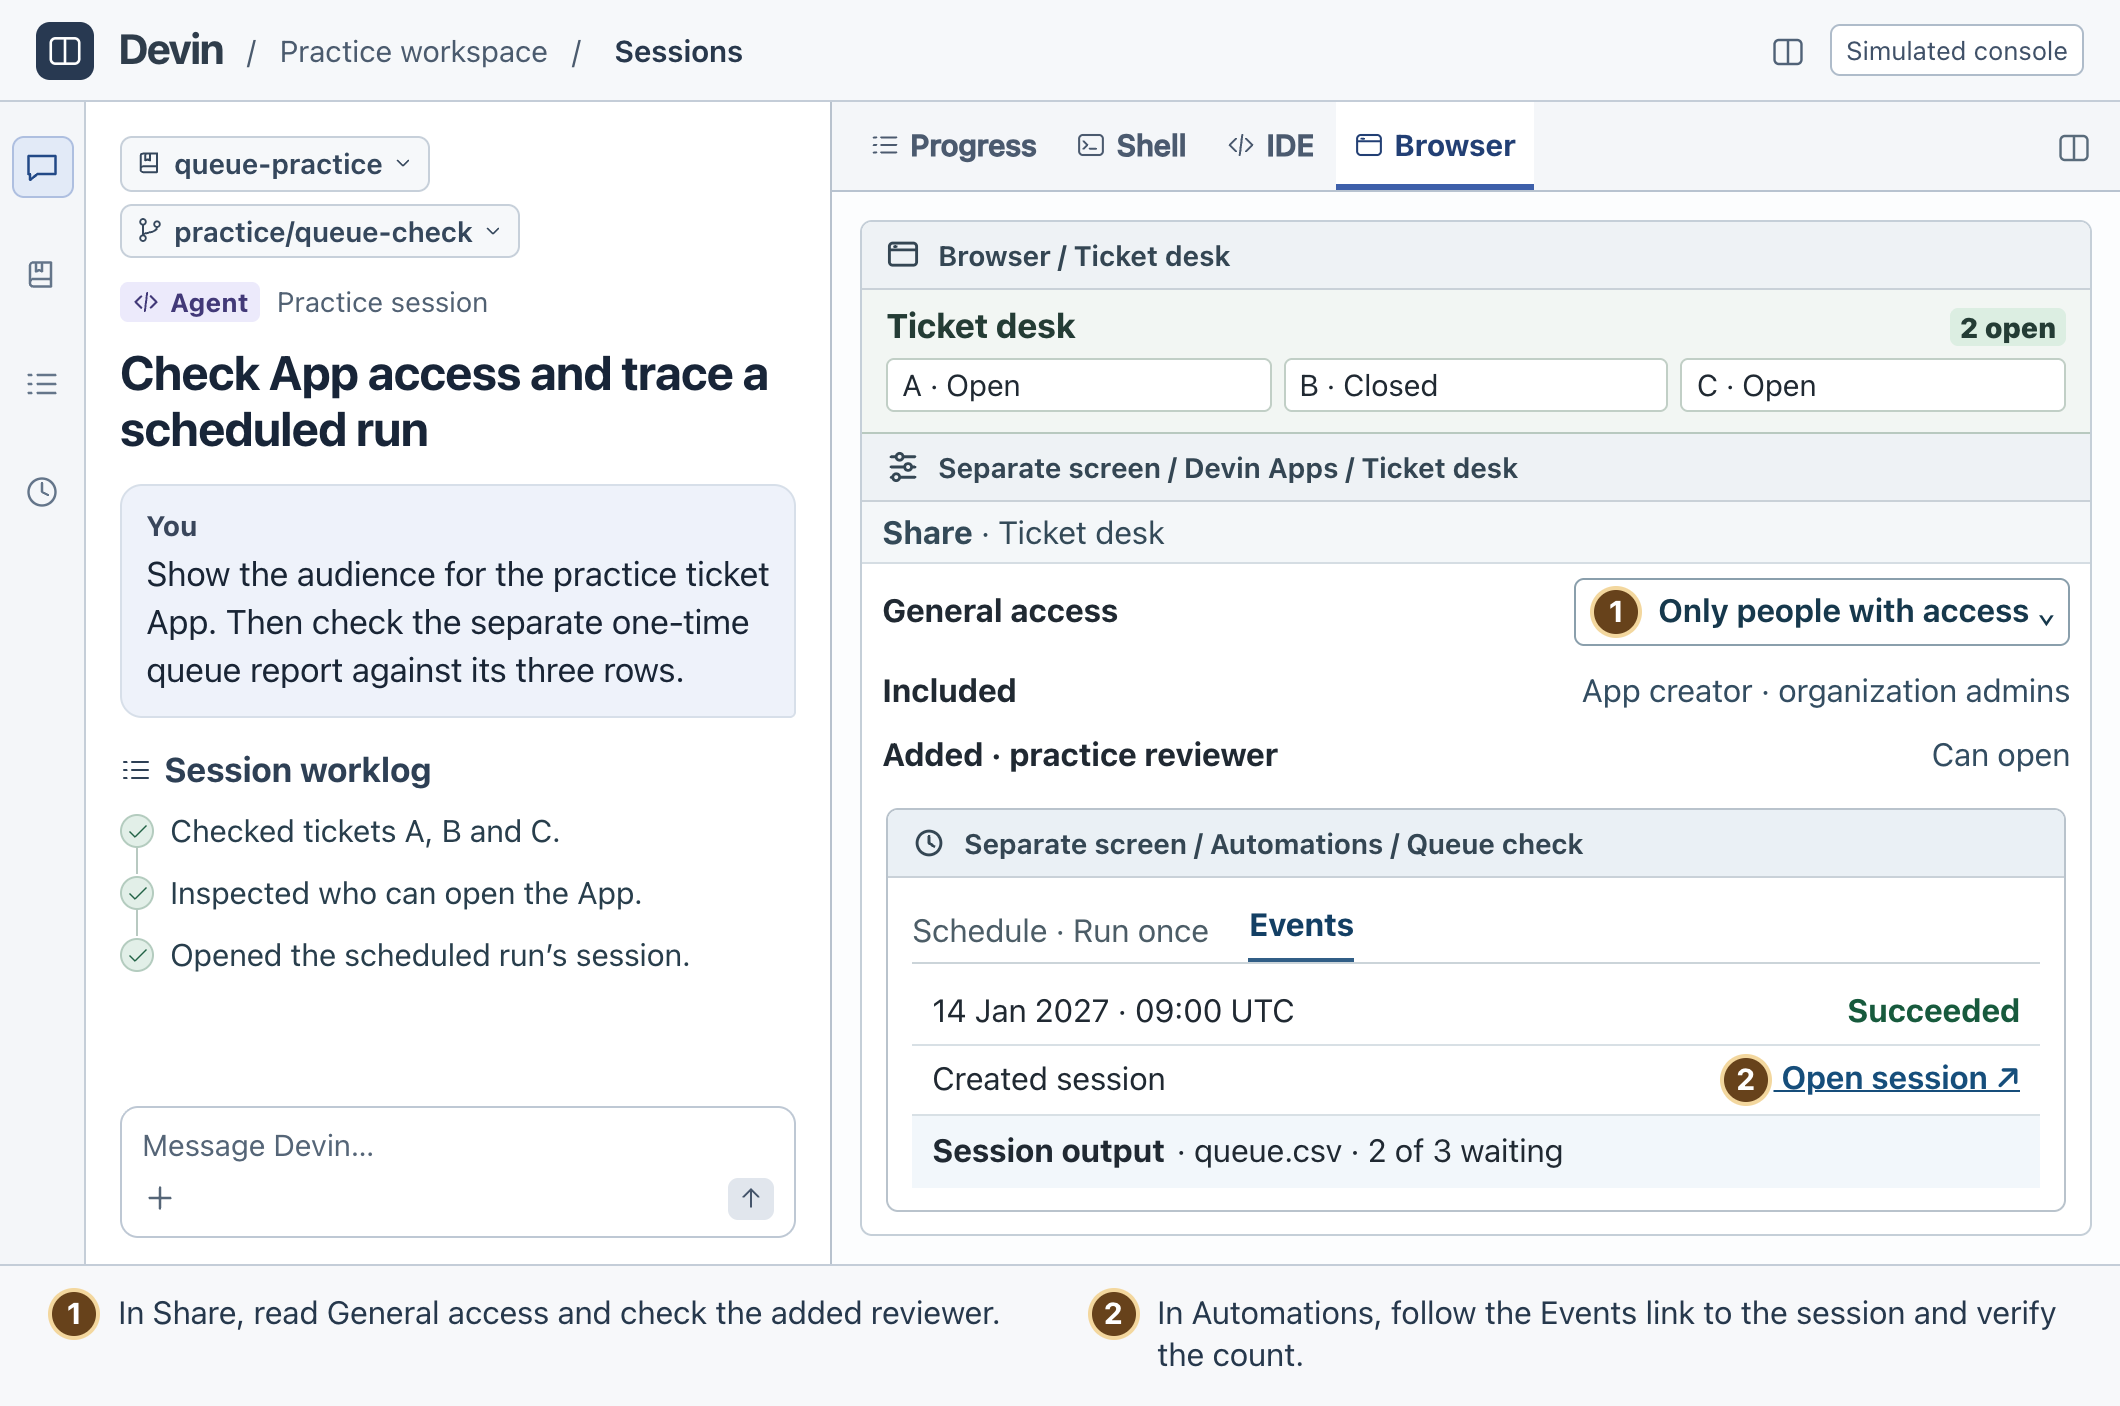 Devin / Practice workspace / Sessions
Simulated console
queue-practice
practice/queue-check
Agent Practice session
Check App access and trace a
scheduled run
You
Show the audience for the practice ticket
App. Then check the separate one-time
queue report against its three rows.
Session worklog
Checked tickets A, B and C.
Inspected who can open the App.
Opened the scheduled run’s session.
Message Devin...
Progress Shell IDE Browser
Browser / Ticket desk
Ticket desk 2 open
A · Open B · Closed C · Open
Separate screen / Devin Apps / Ticket desk
Share · Ticket desk
General access 1 Only people with access
Included App creator · organization admins
Added · practice reviewer Can open
Separate screen / Automations / Queue check
Schedule · Run once Events
14 Jan 2027 · 09:00 UTC Succeeded
Created session 2 Open session ↗
Session output · queue.csv · 2 of 3 waiting
1 In Share, read General access and check the added reviewer.
2 In Automations, follow the Events link to the session and verify
the count.